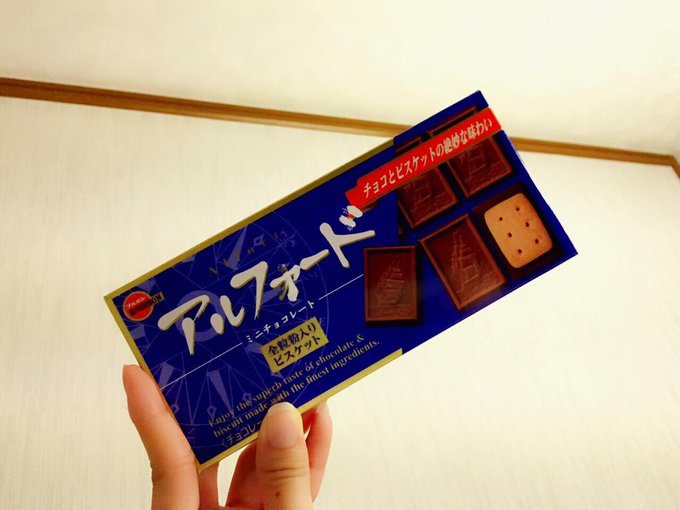 チョコとビスケットの絶妙な味わい
ブルボン
BOURBON
アルフォート
ミニチョコレート
全粒粉入り
ビスケット
Enjoy the superb taste of chocolate &
biscuit made with the finest ingredients.